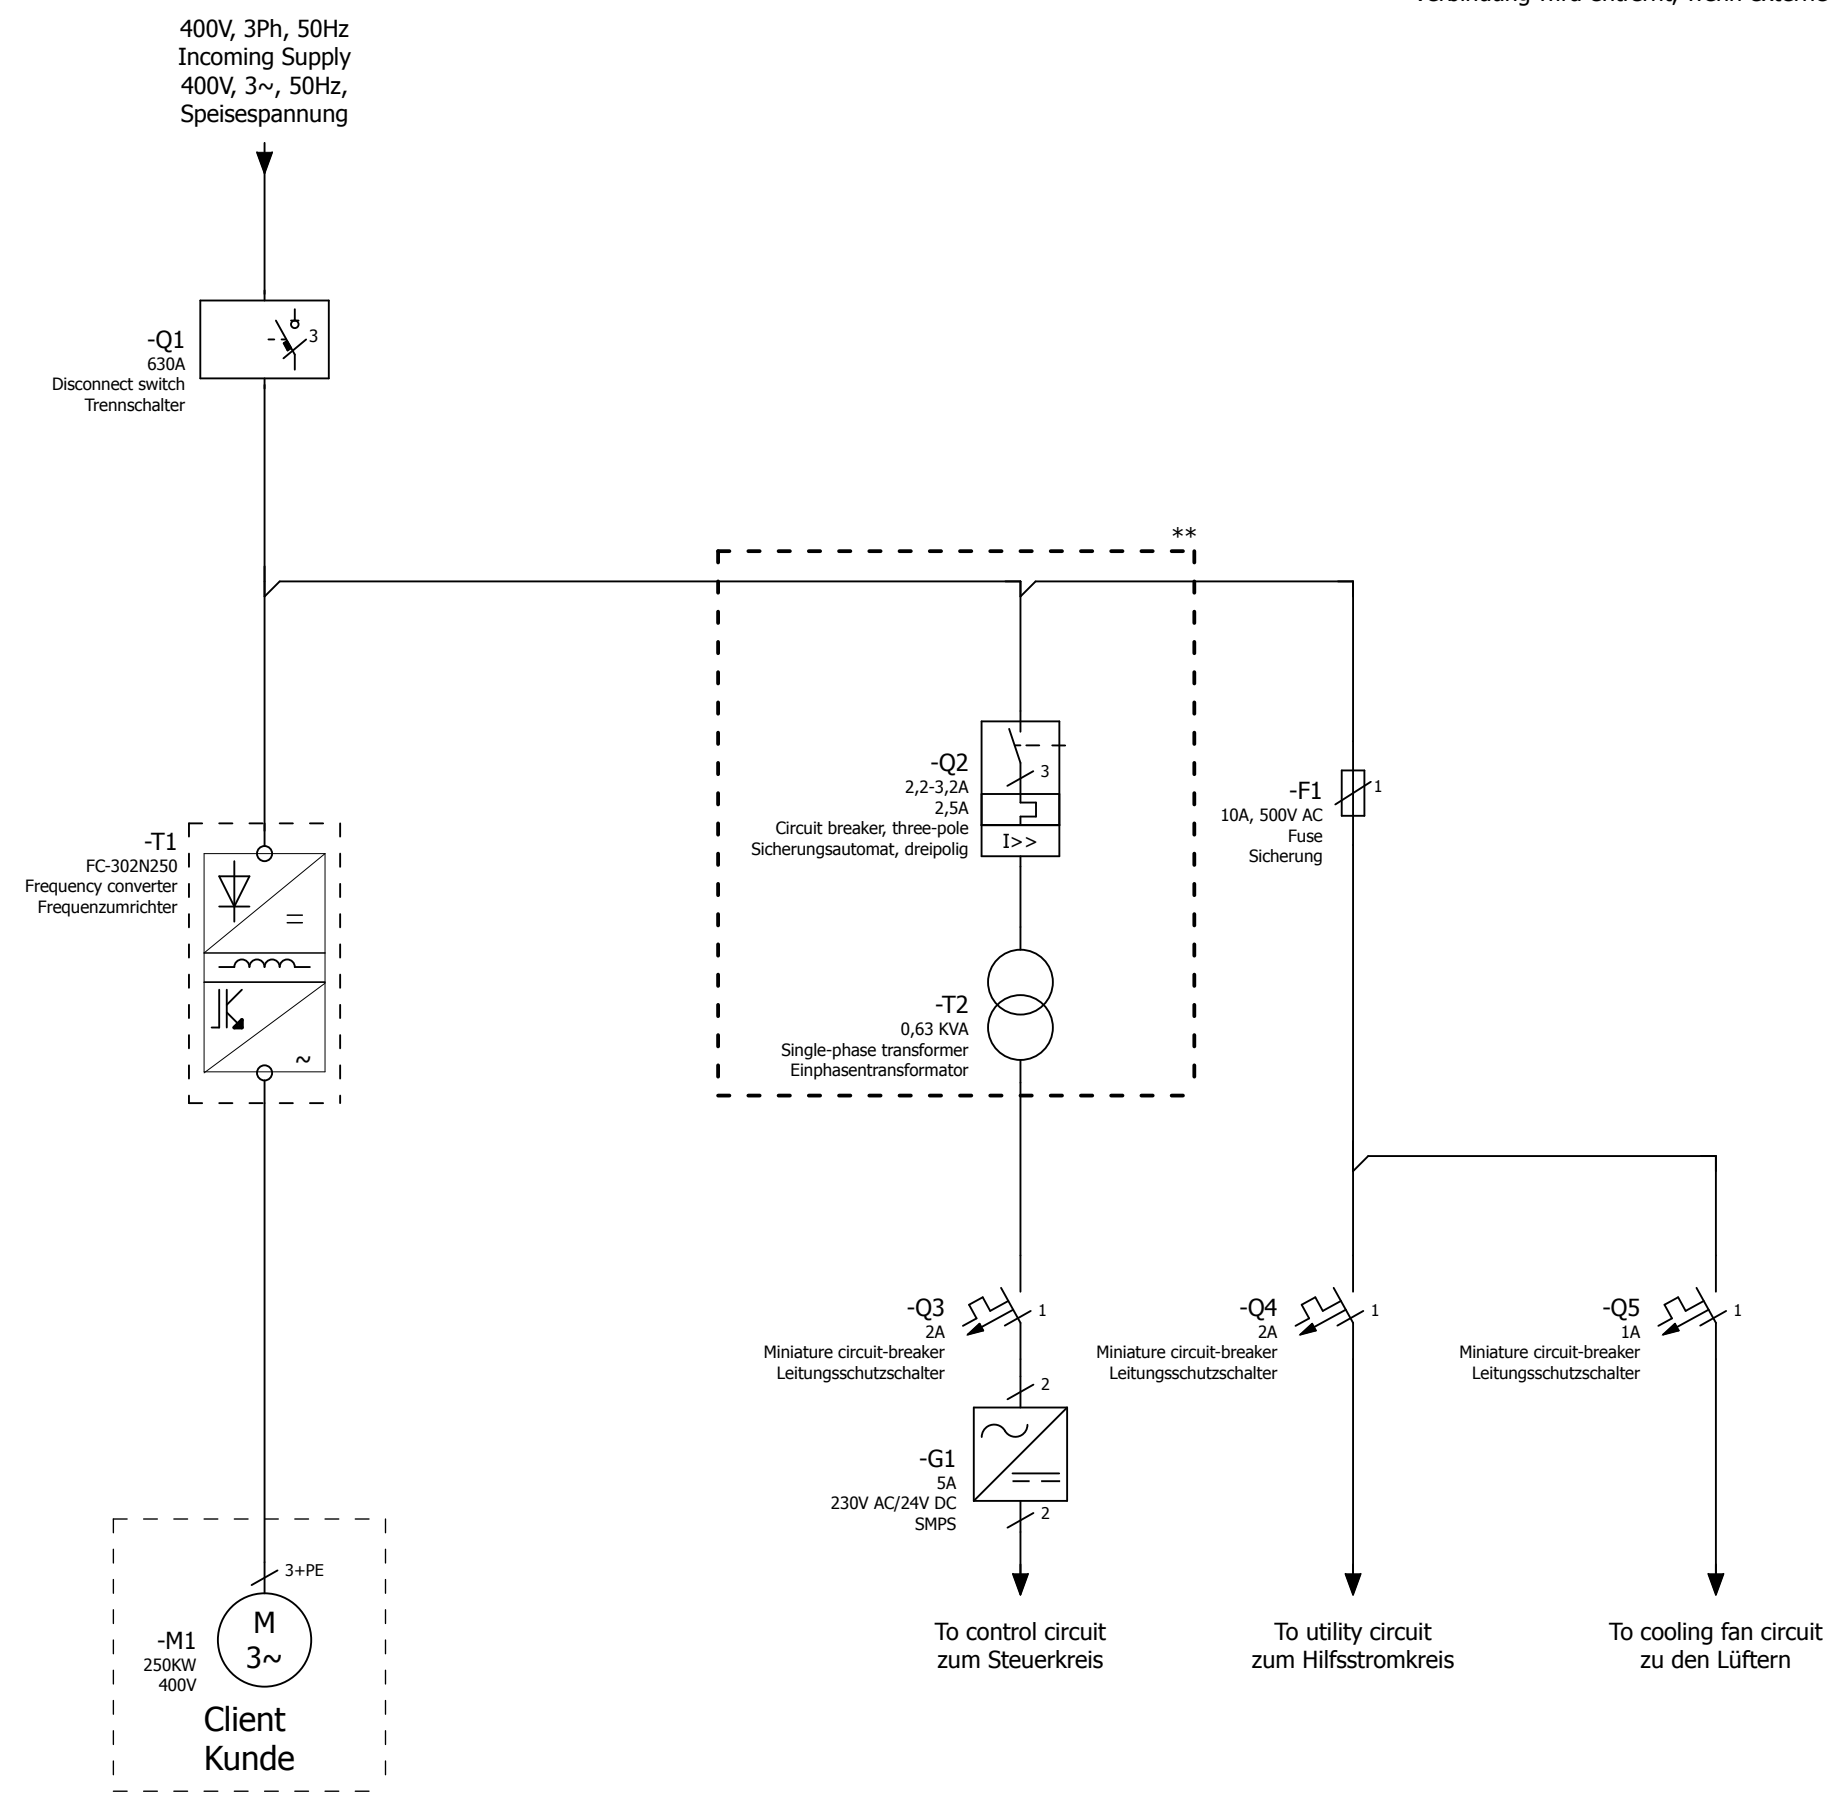 400V, 3Ph, 50Hz
Incoming Supply
400V, 3~, 50Hz,
Speisespannung
-Q1
630A
Disconnect switch
Trennschalter
3
**
-Q2
2,2-3,2A
2,5A
Circuit breaker, three-pole
Sicherungsautomat, dreipolig
3
I>>
-F1
10A, 500V AC
Fuse
Sicherung
1
-T1
FC-302N250
Frequency converter
Frequenzumrichter
=
~
-T2
0,63 KVA
Single-phase transformer
Einphasentransformator
-Q3
2A
Miniature circuit-breaker
Leitungsschutzschalter
1
-Q4
2A
Miniature circuit-breaker
Leitungsschutzschalter
1
-Q5
1A
Miniature circuit-breaker
Leitungsschutzschalter
1
2
-G1
5A
230V AC/24V DC
SMPS
2
3+PE
M
3~
-M1
250KW
400V
Client
Kunde
To control circuit
zum Steuerkreis
To utility circuit
zum Hilfsstromkreis
To cooling fan circuit
zu den Lüftern